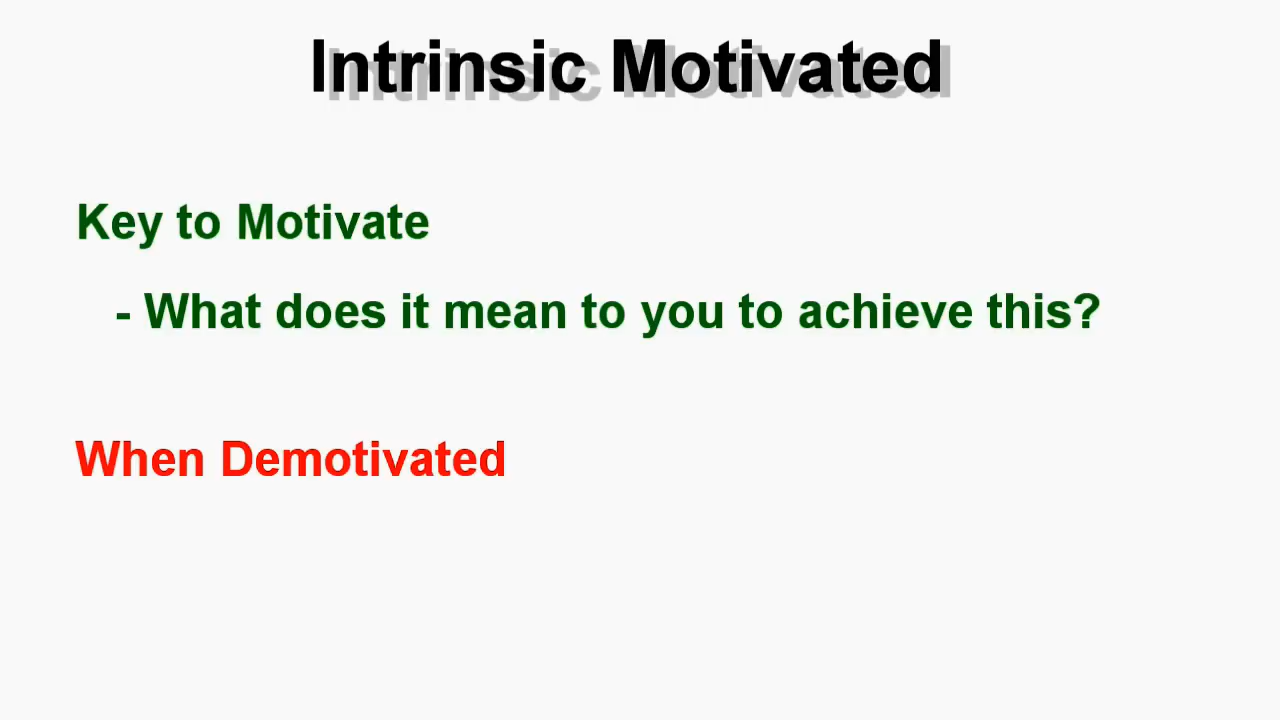 Intrinsic Motivated
Key to Motivate
- What does it mean to you to achieve this?
When Demotivated